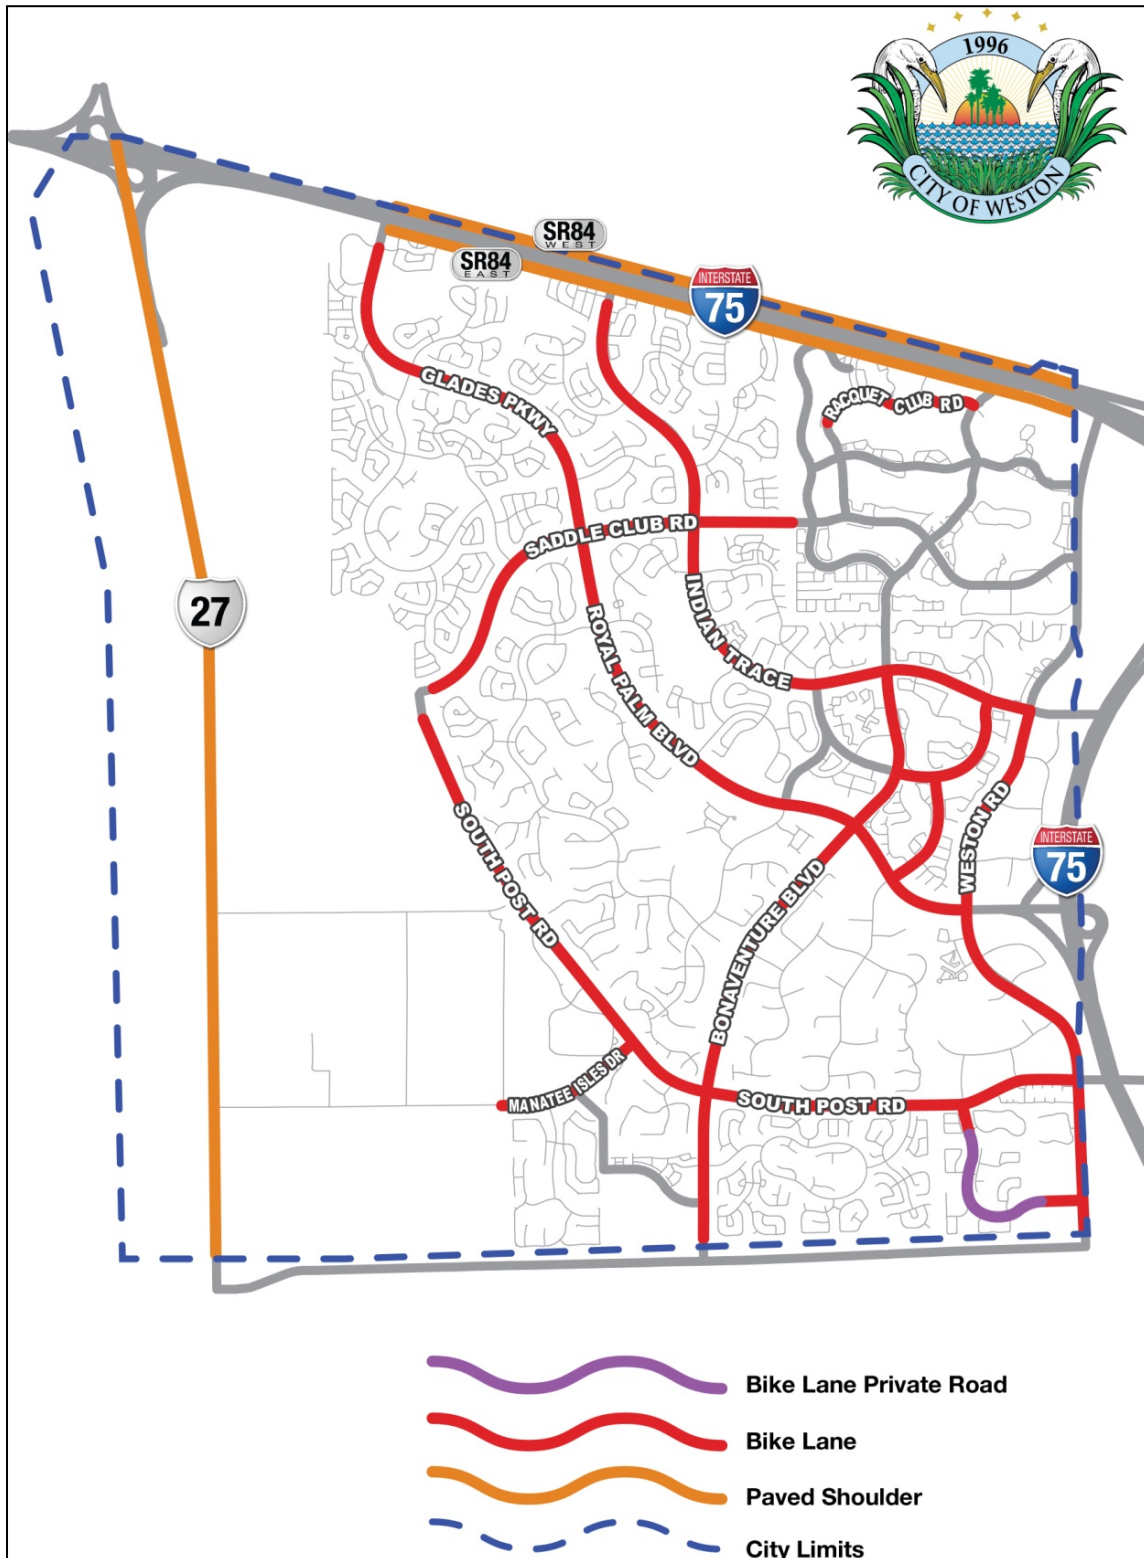 1996
CITY OF WESTON
SR84
WEST
SR84
EAST
INTERSTATE
75
GLADES PKWY
RACQUET CLUB RD
SADDLE CLUB RD
27
INDIAN TRACE
ROYAL PALM BLVD
SOUTH POST RD
WESTON RD
INTERSTATE
75
BONAVENTURE BLVD
MANATEE ISLES DR
SOUTH POST RD
Bike Lane Private Road
Bike Lane
Paved Shoulder
City Limits